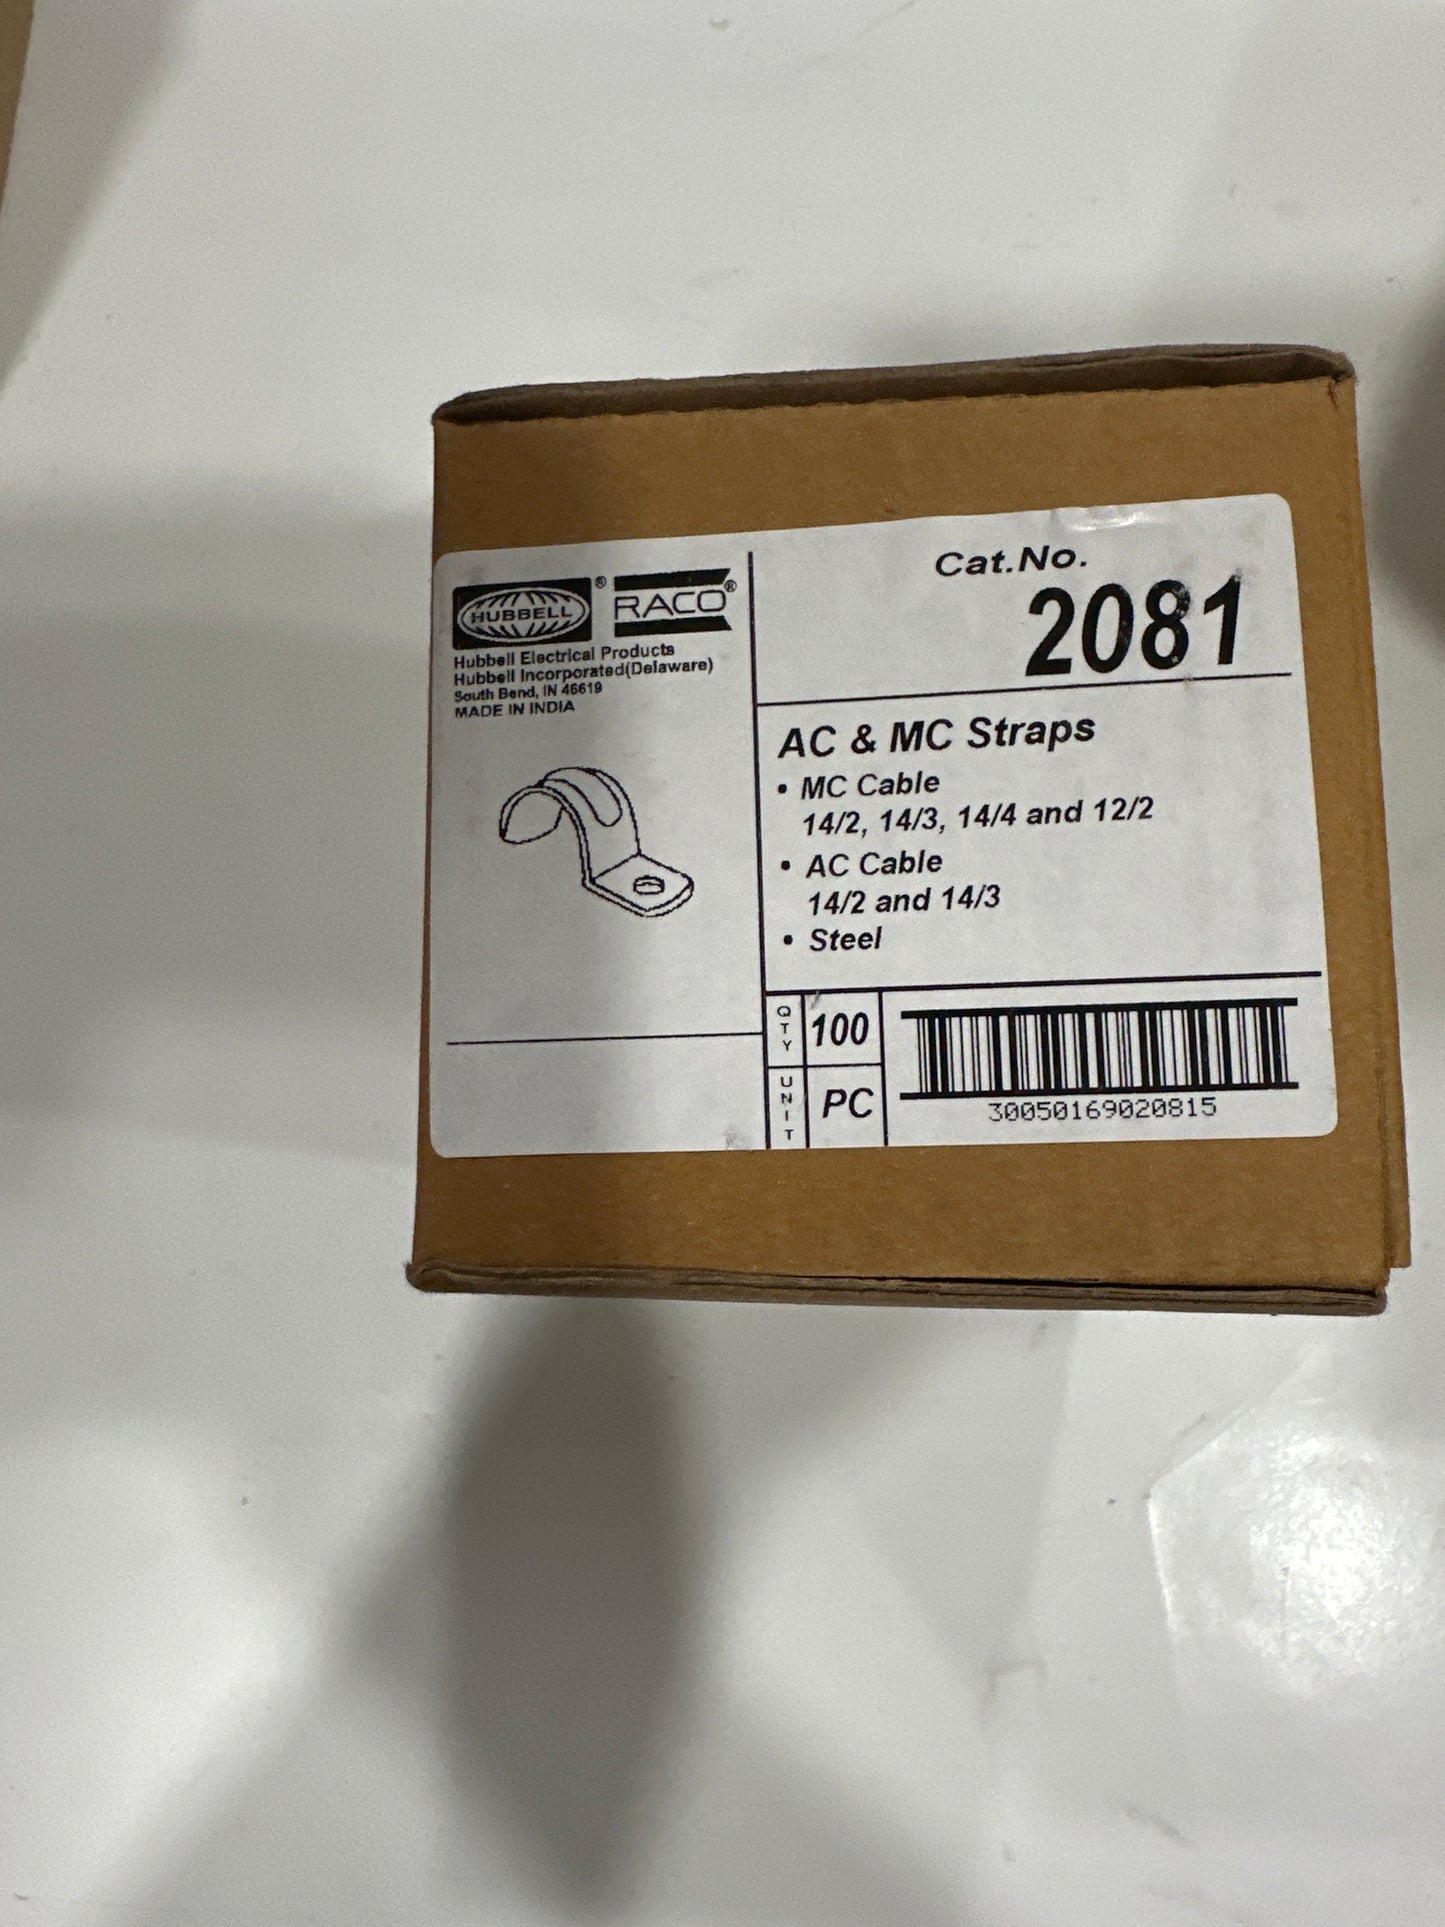 HUBBELL® RACO®
Hubbell Electrical Products
Hubbell Incorporated(Delaware)
South Bend, IN 46619
MADE IN INDIA
Cat.No.
2081
AC & MC Straps
• MC Cable
14/2, 14/3, 14/4 and 12/2
• AC Cable
14/2 and 14/3
• Steel
QTY 100
UNIT PC
30050169020815